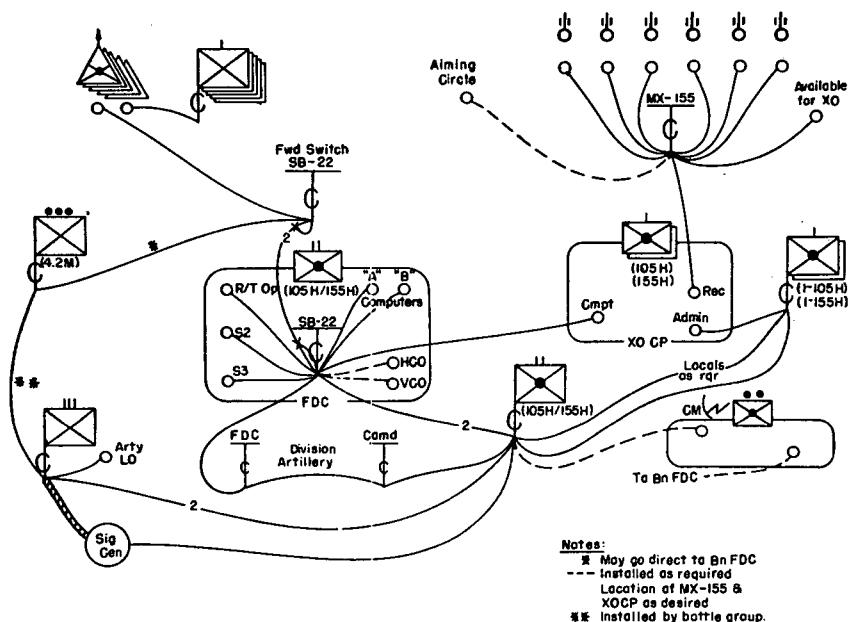 Aiming
Circle
MX-155
Available
for XO
Fwd Switch
SB-22
(4.2M)
2
R/T Op
(105H/155H)
"A"
"B"
Computers
SB-22
S2
S3
HCO
VCO
FDC
(105H)
(155H)
Cmpt
Rec
Admin
XO CP
(1-105H)
(1-155H)
Locals
as rqr
III
Arty
LO
FDC
Division
Artillery
Comd
2
(105H/155H)
CM
To Bn FDC
2
Sig
Cen
Notes:
* May go direct to Bn FDC
---- Installed as required
Location of MX-155 &
XOCP as desired
** Installed by battle group.